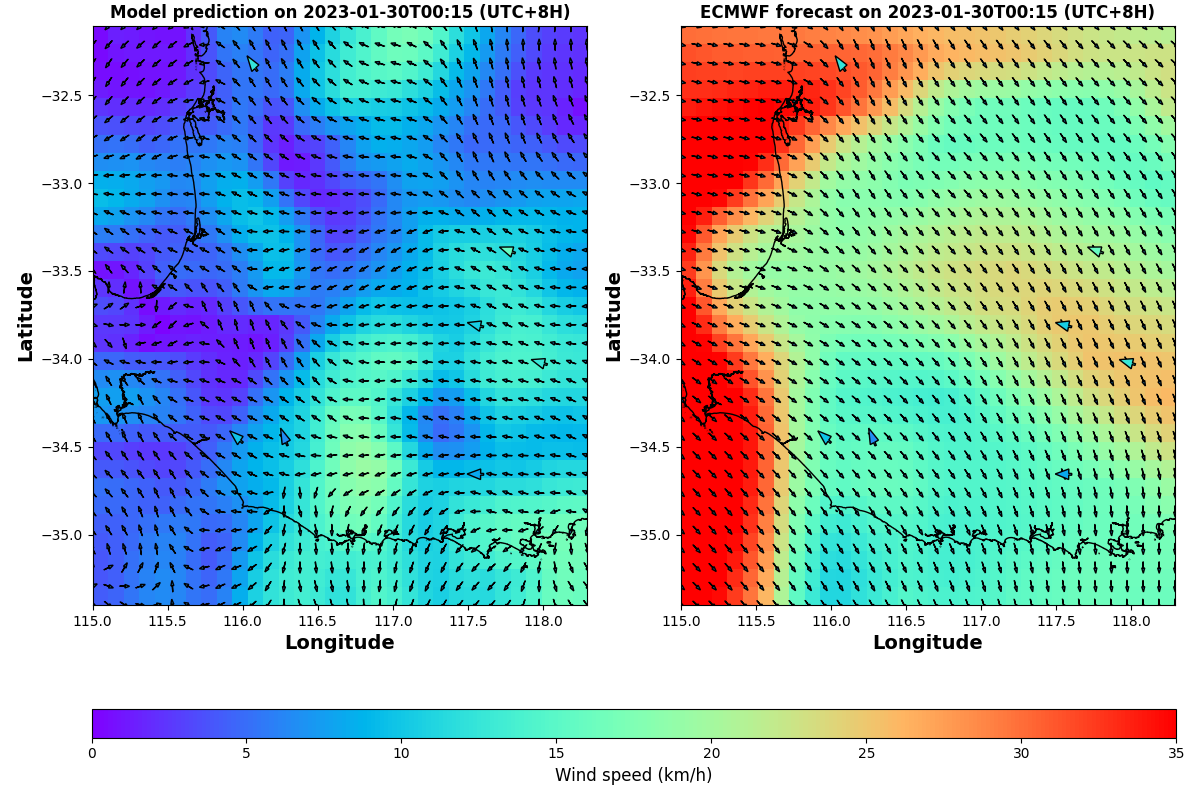 Model prediction on 2023-01-30T00:15 (UTC+8H)
ECMWF forecast on 2023-01-30T00:15 (UTC+8H)
Latitude
−32.5
−33.0
−33.5
−34.0
−34.5
−35.0
115.0 115.5 116.0 116.5 117.0 117.5 118.0
Longitude
Latitude
−32.5
−33.0
−33.5
−34.0
−34.5
−35.0
115.0 115.5 116.0 116.5 117.0 117.5 118.0
Longitude
0 5 10 15 20 25 30 35
Wind speed (km/h)